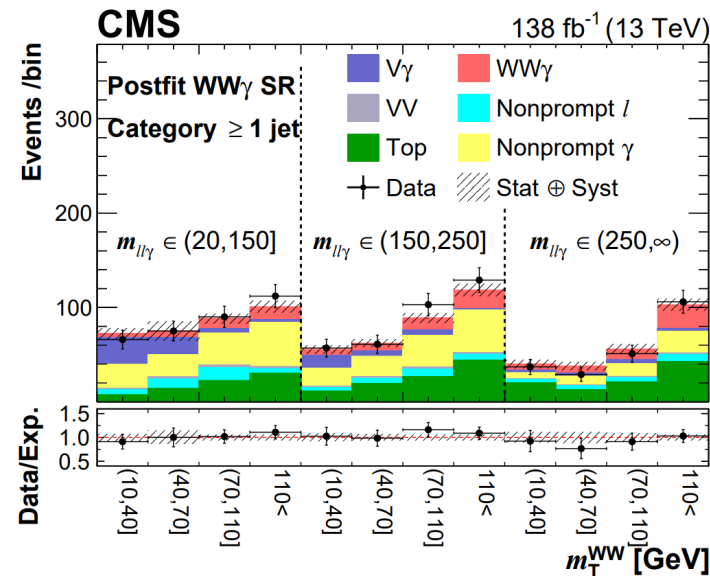 CMS 138 fb⁻¹ (13 TeV)
Events /bin
300
200
100
Postfit WWγ SR
Category ≥ 1 jet
Vγ WWγ
VV Nonprompt l
Top Nonprompt γ
Data Stat ⊕ Syst
m_llγ ∈ (20,150] m_llγ ∈ (150,250] m_llγ ∈ (250,∞)
Data/Exp.
1.5
1.0
0.5
(10,40] (40,70] (70,110] 110< (10,40] (40,70] (70,110] 110< (10,40] (40,70] (70,110] 110<
m_T^WW [GeV]